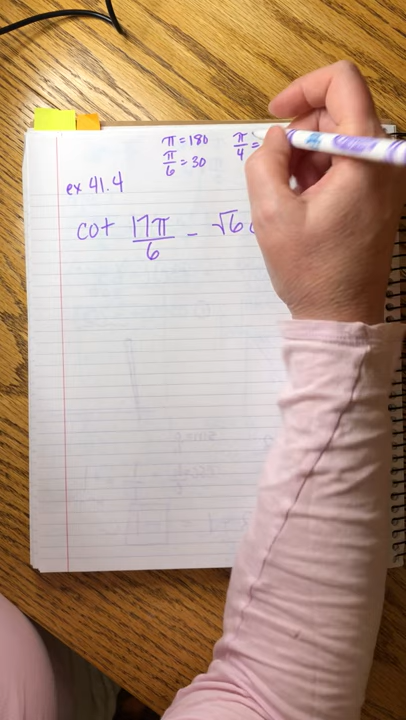 π = 180 π/4 =
π/6 = 30
ex 41.4
cot 17π/6 - √6